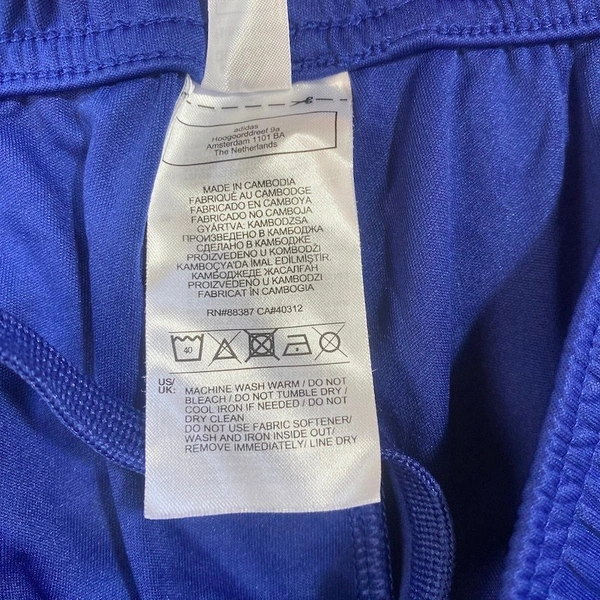 adidas
Hoogoorddreef 9a
Amsterdam 1101 BA
The Netherlands
MADE IN CAMBODIA
FABRIQUÉ AU CAMBODGE
FABRICADO EN CAMBOYA
FABRICADO NO CAMBOJA
GYÁRTVA: KAMBODZSA
ПРОИЗВЕДЕНО В КАМБОДЖА
СДЕЛАНО В КАМБОДЖЕ
PROIZVEDENO U KOMBODŽI
KAMBOÇYA'DA İMAL EDİLMİŞTİR.
КАМБОДЖЕДЕ ЖАСАЛҒАН
PROIZVEDENO U KAMBODŽI
FABRICAT ÎN CAMBOGIA
RN#88387 CA#40312
40
US/
UK:
MACHINE WASH WARM / DO NOT
BLEACH / DO NOT TUMBLE DRY /
COOL IRON IF NEEDED / DO NOT
DRY CLEAN
DO NOT USE FABRIC SOFTENER/
WASH AND IRON INSIDE OUT/
REMOVE IMMEDIATELY/ LINE DRY